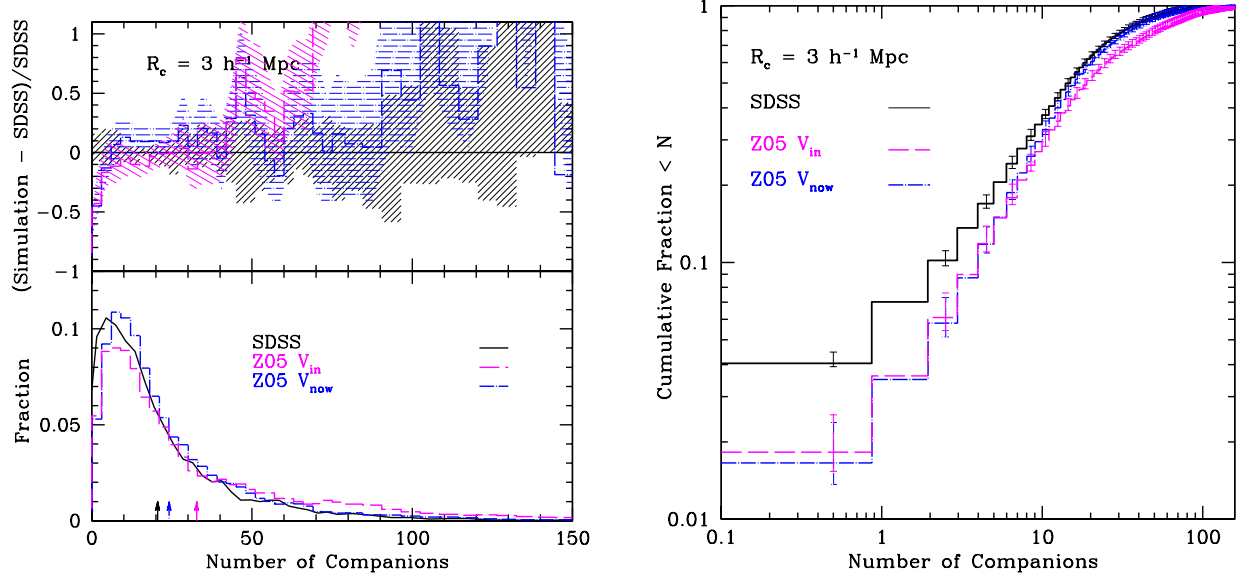 (Simulation − SDSS)/SDSS
1
0.5
0
−0.5
−1
R_c = 3 h⁻¹ Mpc
Fraction
0.1
0.05
0
SDSS
Z05 V_in
Z05 V_now
0 50 100 150
Number of Companions
Cumulative Fraction < N
1
0.1
0.01
R_c = 3 h⁻¹ Mpc
SDSS
Z05 V_in
Z05 V_now
0.1 1 10 100
Number of Companions